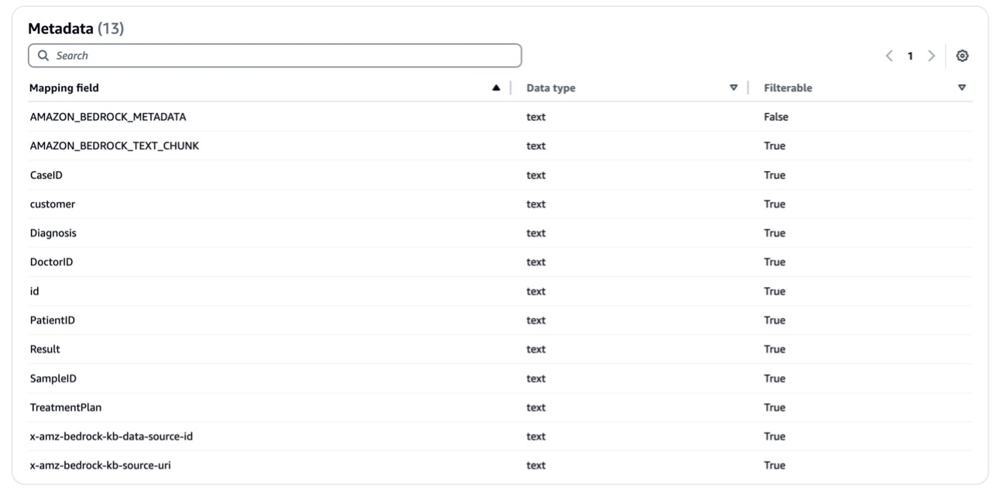 Metadata (13)
Search
1
Mapping field Data type Filterable
AMAZON_BEDROCK_METADATA text False
AMAZON_BEDROCK_TEXT_CHUNK text True
CaseID text True
customer text True
Diagnosis text True
DoctorID text True
id text True
PatientID text True
Result text True
SampleID text True
TreatmentPlan text True
x-amz-bedrock-kb-data-source-id text True
x-amz-bedrock-kb-source-uri text True